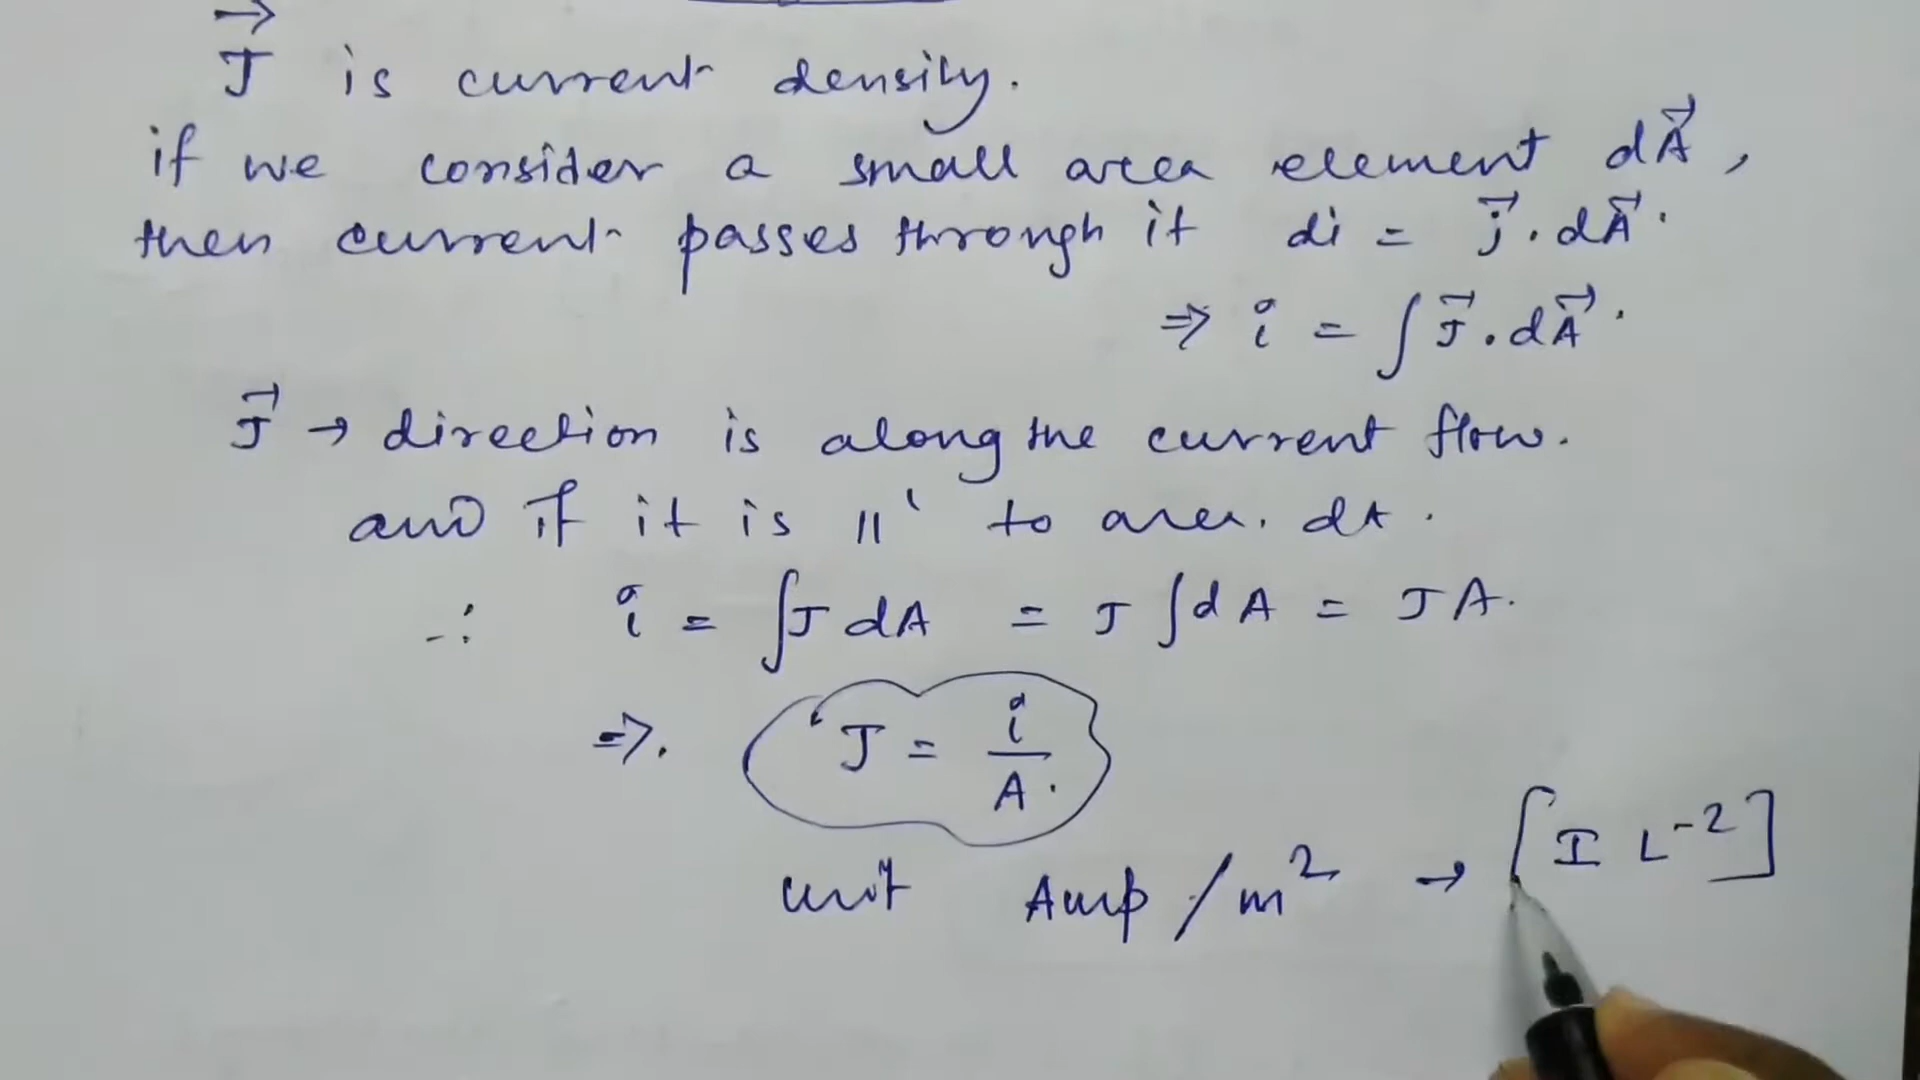 J⃗ is current density.
if we consider a small area element dA⃗,
then current passes through it di = j⃗ . dA⃗.
⇒ i = ∫ J⃗ . dA⃗.
J⃗ → direction is along the current flow.
and if it is ||ˡ to area. dA.
∴ i = ∫ J dA = J ∫ dA = JA.
⇒. J = i/A.
unit Amp/m² → [I L⁻²]